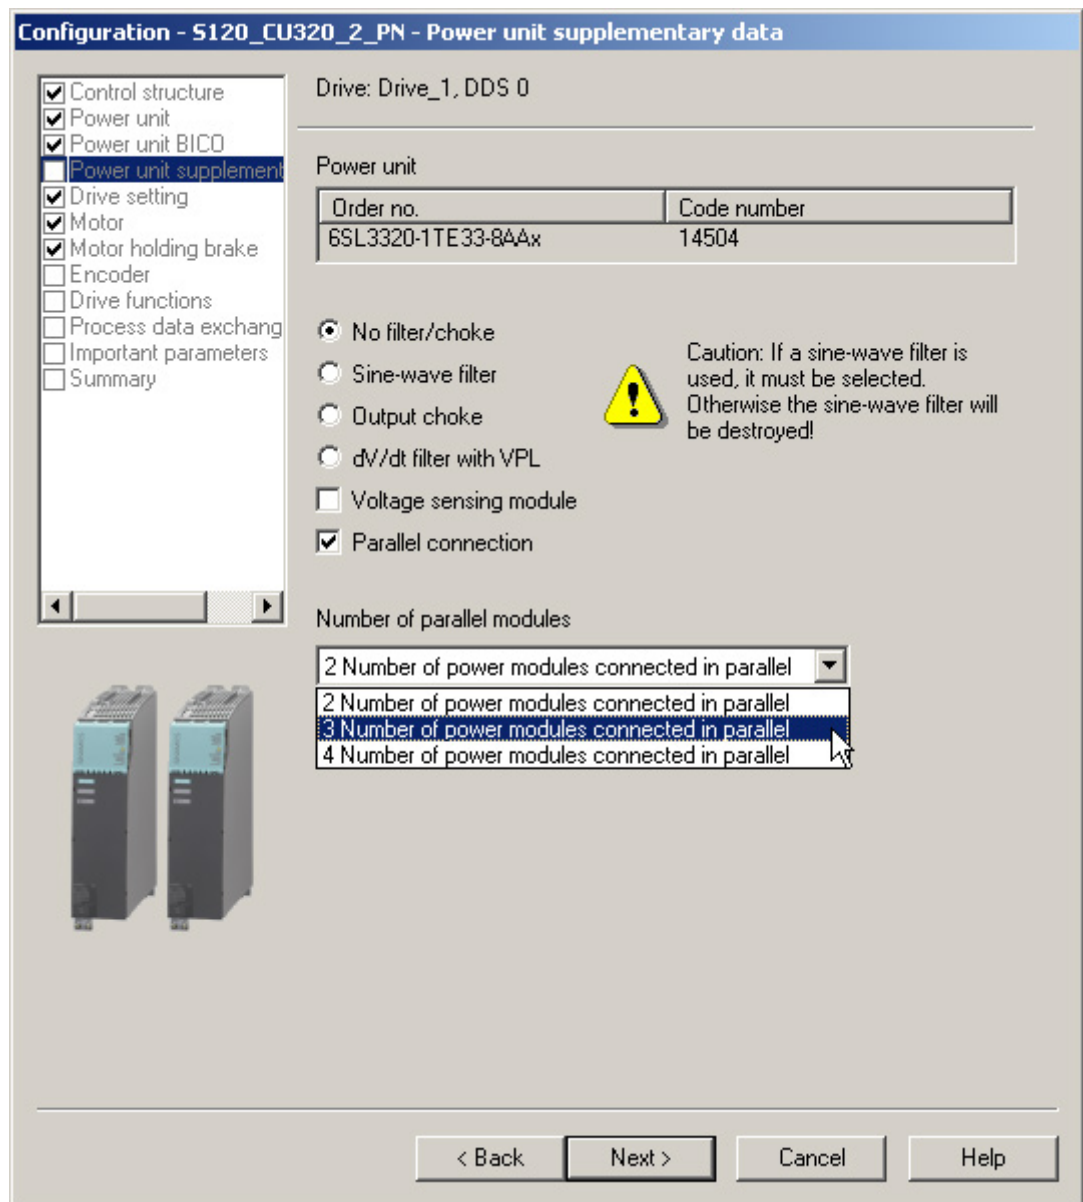 Configuration - S120_CU320_2_PN - Power unit supplementary data
Control structure
Power unit
Power unit BICO
Power unit supplement
Drive setting
Motor
Motor holding brake
Encoder
Drive functions
Process data exchang
Important parameters
Summary
Drive: Drive_1, DDS 0
Power unit
Order no. Code number
6SL3320-1TE33-8AAx 14504
No filter/choke
Sine-wave filter
Output choke
dV/dt filter with VPL
Voltage sensing module
Parallel connection
Caution: If a sine-wave filter is
used, it must be selected.
Otherwise the sine-wave filter will
be destroyed!
Number of parallel modules
2 Number of power modules connected in parallel
2 Number of power modules connected in parallel
3 Number of power modules connected in parallel
4 Number of power modules connected in parallel
< Back Next > Cancel Help